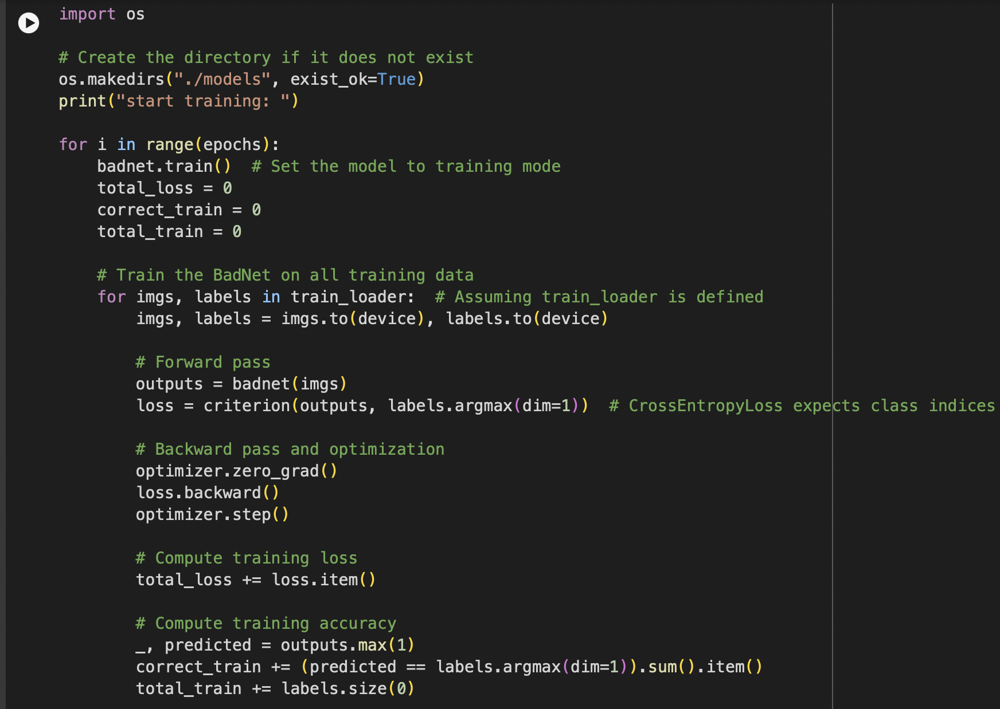 import os
# Create the directory if it does not exist
os.makedirs("./models", exist_ok=True)
print("start training: ")
for i in range(epochs):
    badnet.train()  # Set the model to training mode
    total_loss = 0
    correct_train = 0
    total_train = 0
    # Train the BadNet on all training data
    for imgs, labels in train_loader:  # Assuming train_loader is defined
        imgs, labels = imgs.to(device), labels.to(device)
        # Forward pass
        outputs = badnet(imgs)
        loss = criterion(outputs, labels.argmax(dim=1))  # CrossEntropyLoss expects class indices
        # Backward pass and optimization
        optimizer.zero_grad()
        loss.backward()
        optimizer.step()
        # Compute training loss
        total_loss += loss.item()
        # Compute training accuracy
        _, predicted = outputs.max(1)
        correct_train += (predicted == labels.argmax(dim=1)).sum().item()
        total_train += labels.size(0)